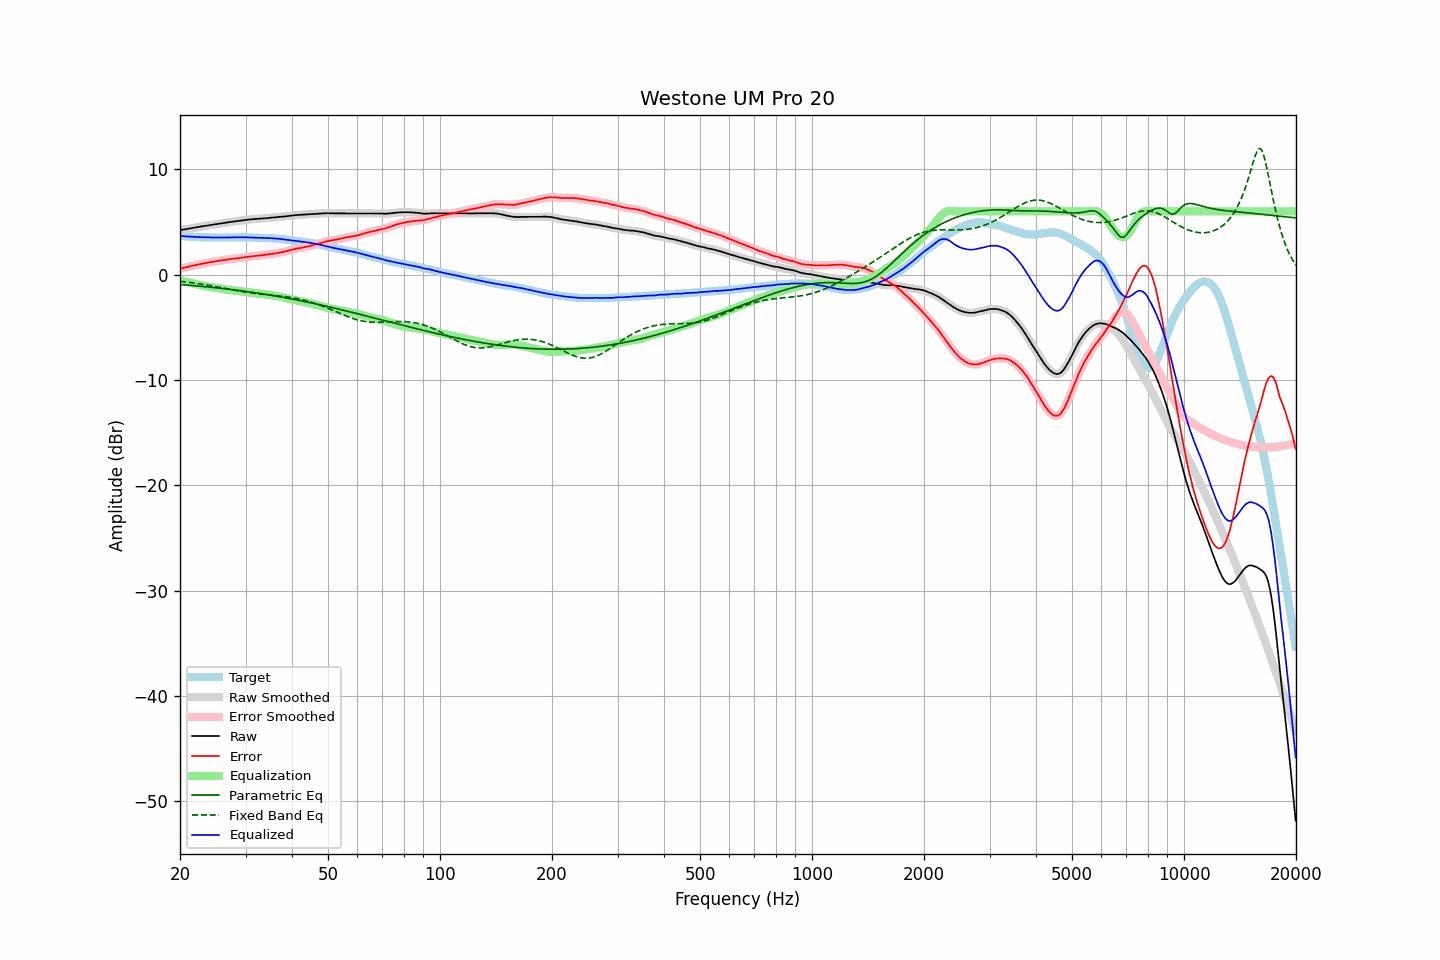 Westone UM Pro 20
10
0
−10
−20
−30
−40
−50
Amplitude (dBr)
Target
Raw Smoothed
Error Smoothed
Raw
Error
Equalization
Parametric Eq
Fixed Band Eq
Equalized
20 50 100 200 500 1000 2000 5000 10000 20000
Frequency (Hz)